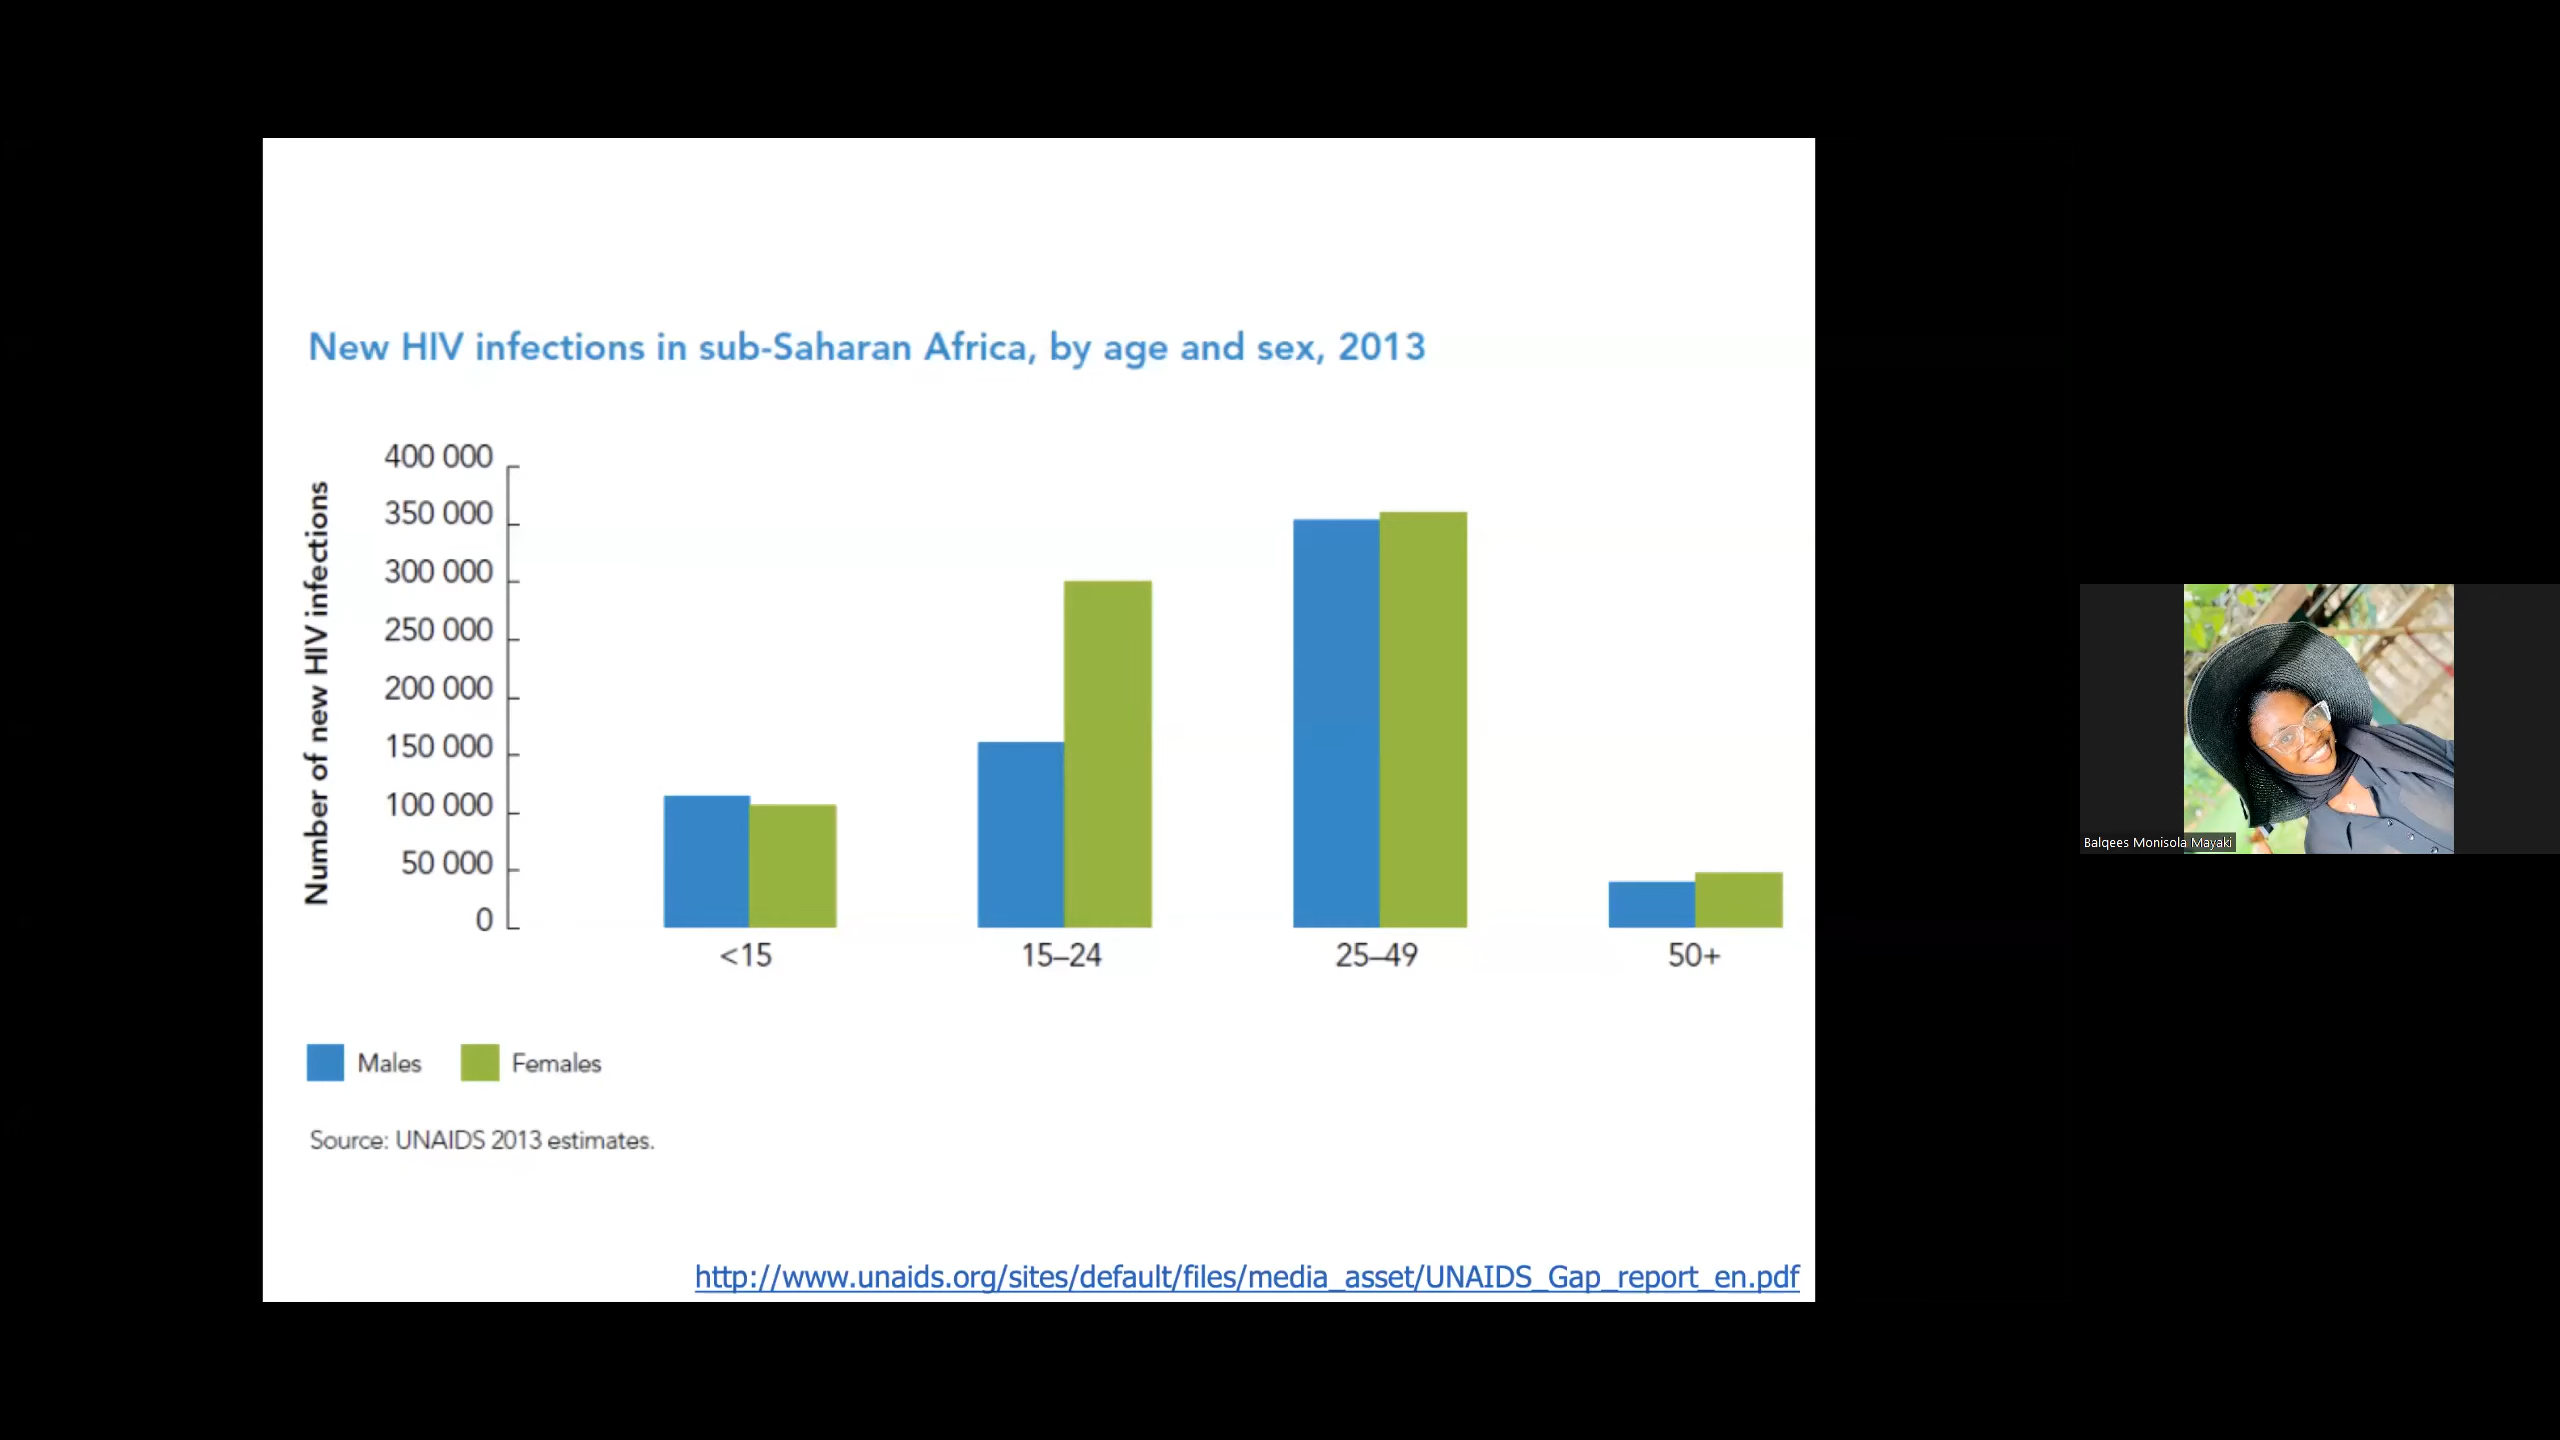 New HIV infections in sub-Saharan Africa, by age and sex, 2013
Number of new HIV infections
400 000
350 000
300 000
250 000
200 000
150 000
100 000
50 000
0
<15
15–24
25–49
50+
Males
Females
Source: UNAIDS 2013 estimates.
http://www.unaids.org/sites/default/files/media_asset/UNAIDS_Gap_report_en.pdf
Balqees Monisola Mayaki